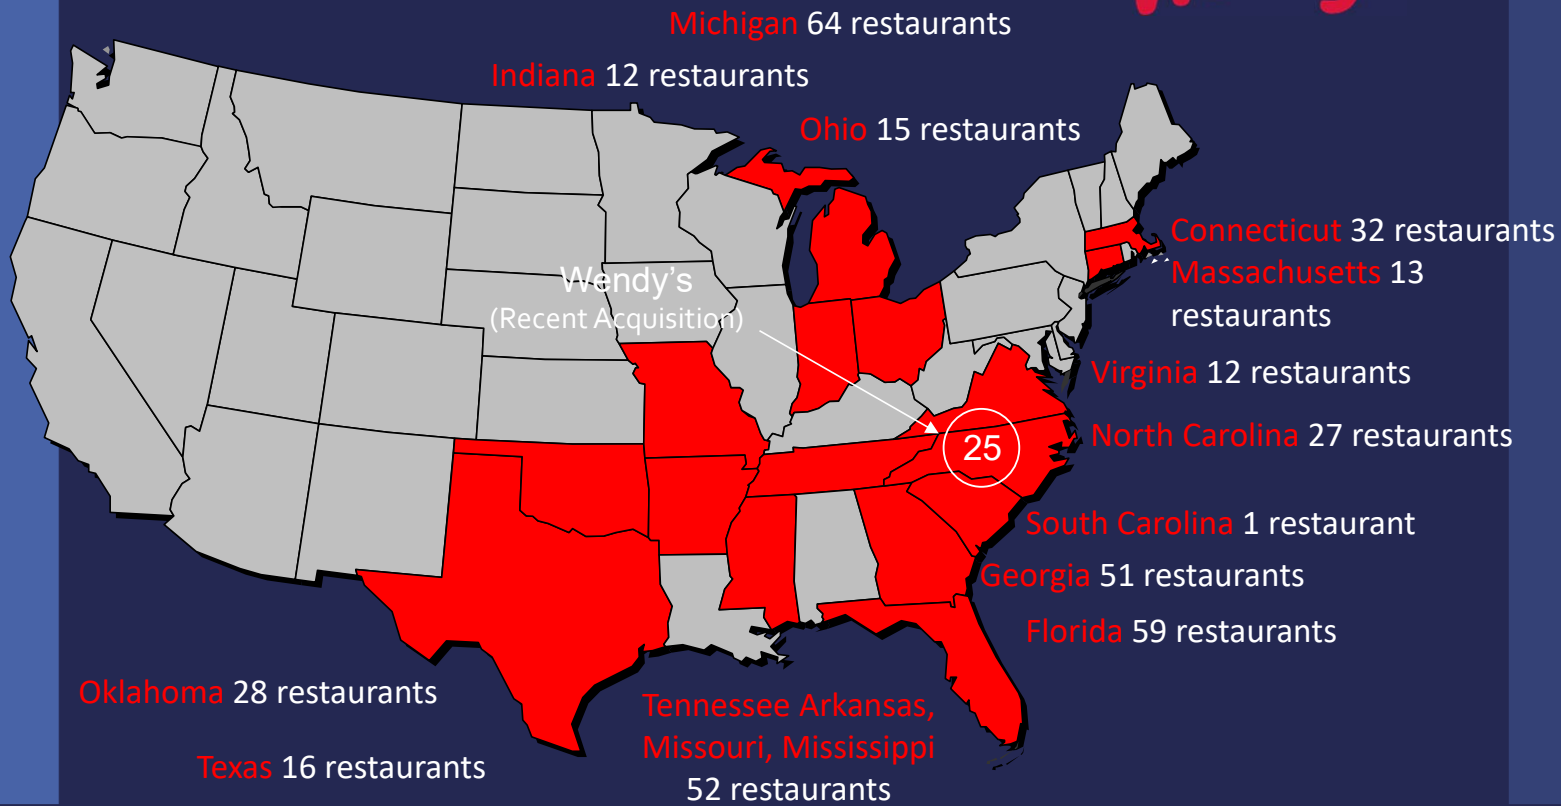 Michigan 64 restaurants
Indiana 12 restaurants
Ohio 15 restaurants
Connecticut 32 restaurants
Massachusetts 13
restaurants
Wendy's
(Recent Acquisition)
Virginia 12 restaurants
25
North Carolina 27 restaurants
South Carolina 1 restaurant
Georgia 51 restaurants
Florida 59 restaurants
Oklahoma 28 restaurants
Tennessee Arkansas,
Missouri, Mississippi
52 restaurants
Texas 16 restaurants